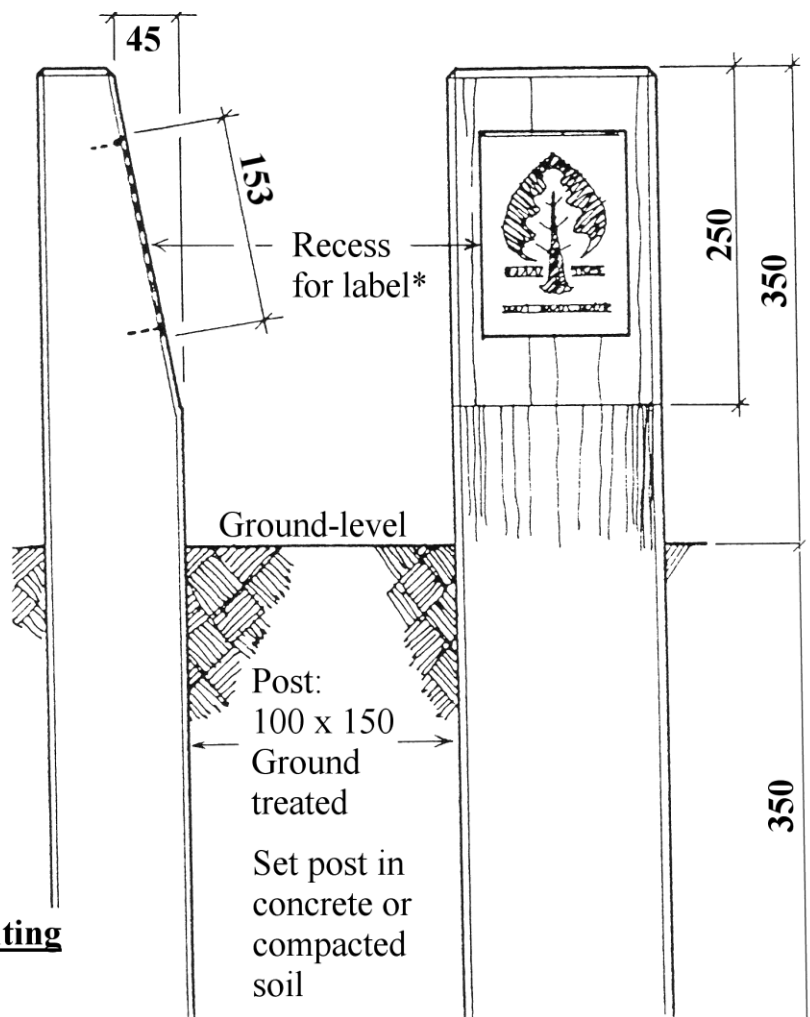 45
153
Recess
for label*
250
350
Ground-level
Post:
100 x 150
Ground
treated
350
Set post in
concrete or
compacted
soil
ting